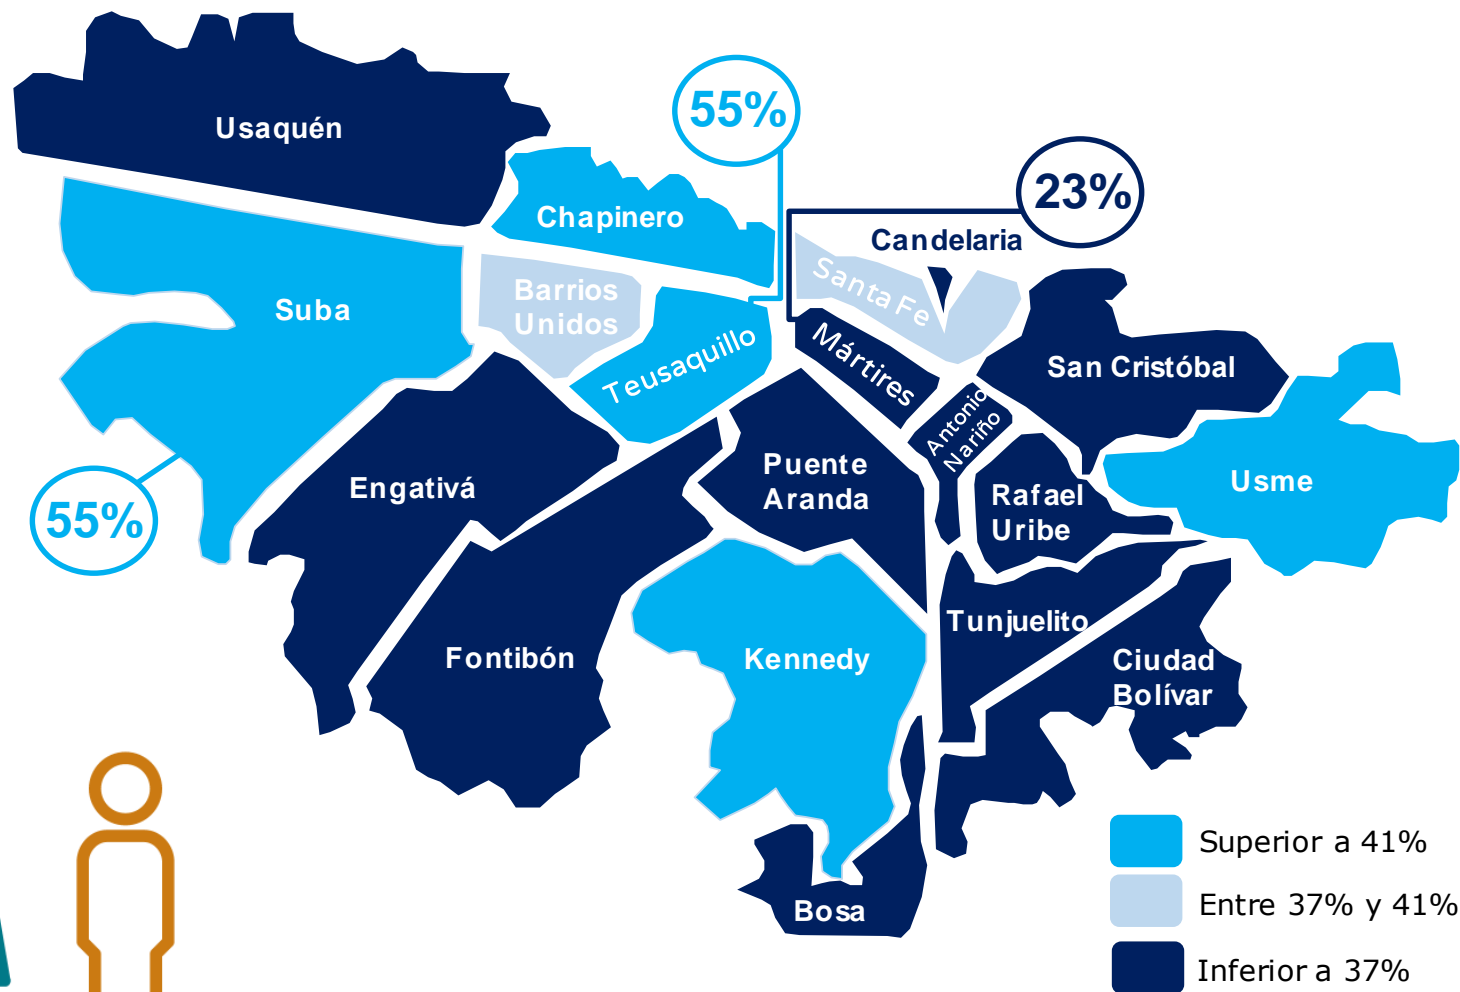 Usaquén
55%
23%
Chapinero
Candelaria
Santa Fe
Barrios
Unidos
Suba
Teusaquillo
Mártires
San Cristóbal
Antonio
Nariño
Puente
Aranda
Engativá
Rafael
Uribe
Usme
55%
Tunjuelito
Fontibón
Kennedy
Ciudad
Bolívar
Bosa
Superior a 41%
Entre 37% y 41%
Inferior a 37%